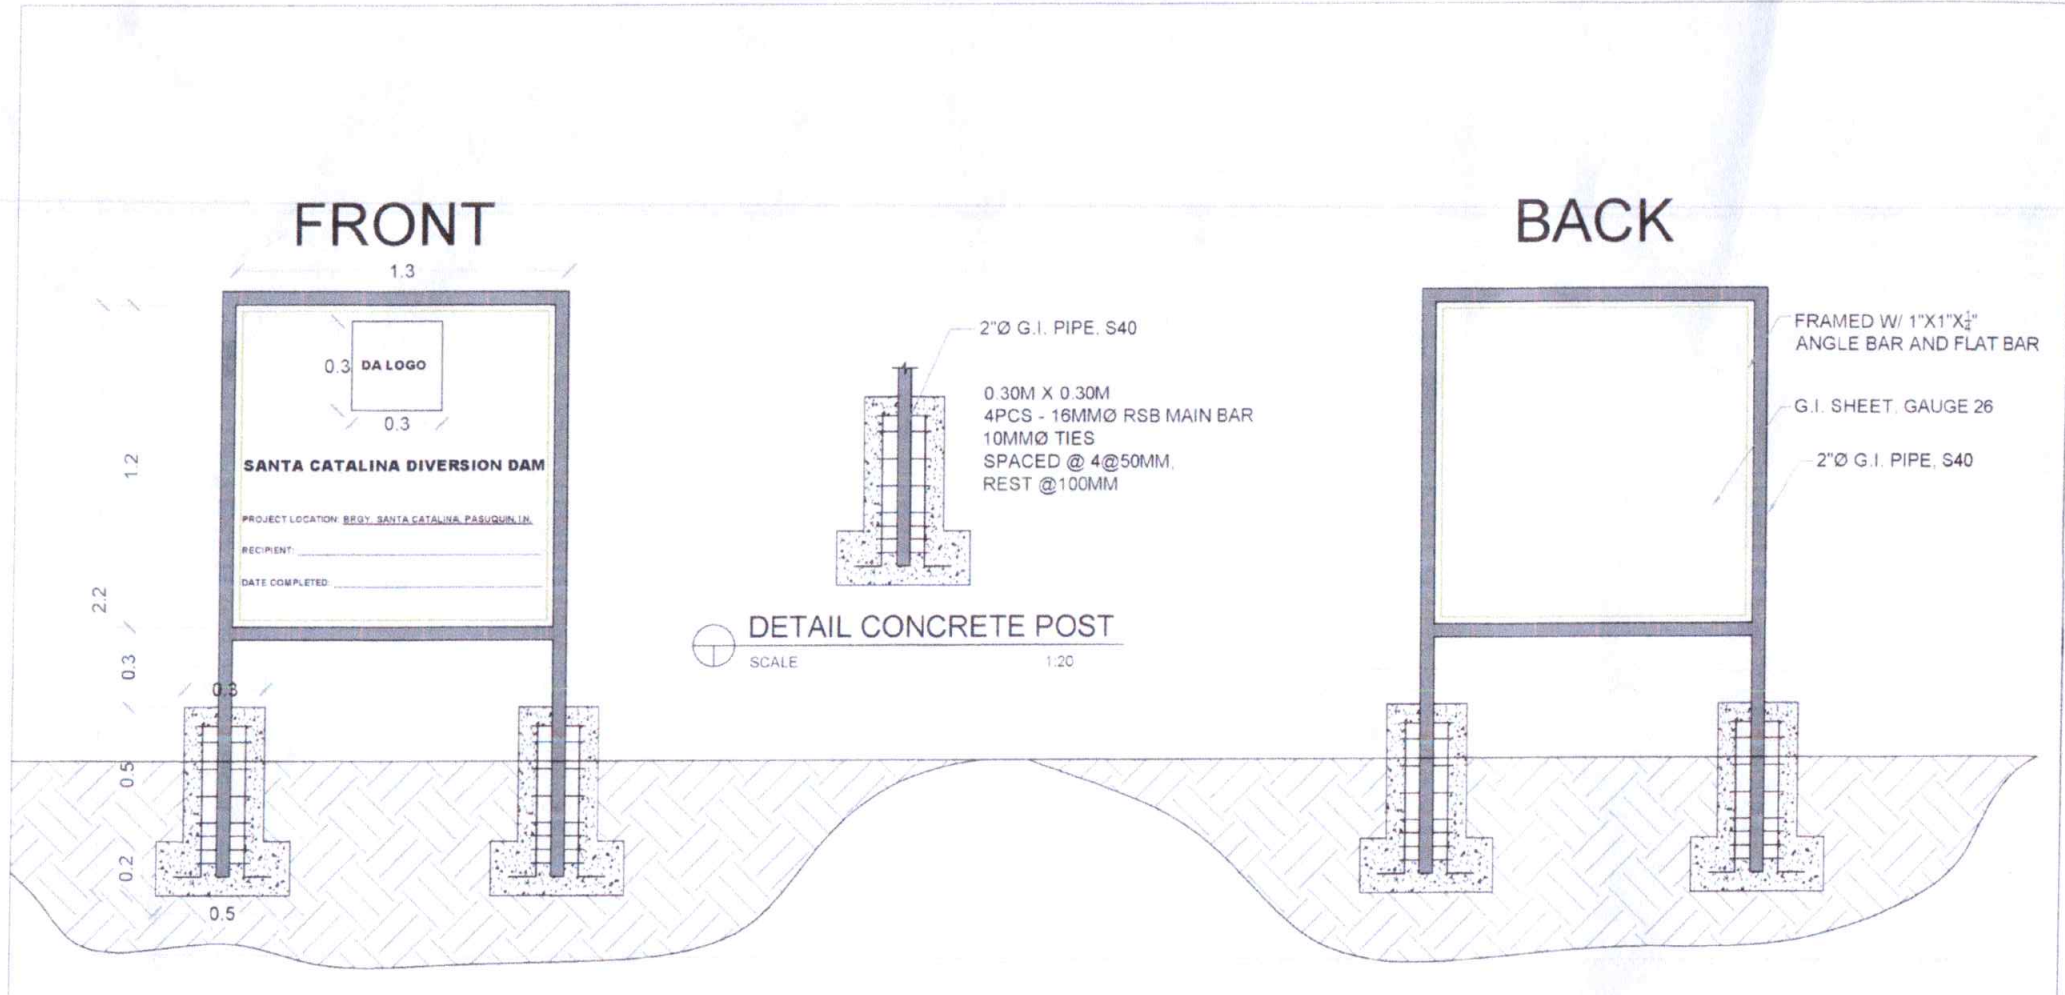 FRONT
1.3
0.3
DA LOGO
0.3
SANTA CATALINA DIVERSION DAM
PROJECT LOCATION: BRGY. SANTA CATALINA, PASUQUIN, I.N.
RECIPIENT:
DATE COMPLETED:
1.2
2.2
0.3
0.3
0.5
0.2
0.5
2"Ø G.I. PIPE, S40
0.30M X 0.30M
4PCS - 16MMØ RSB MAIN BAR
10MMØ TIES
SPACED @ 4@50MM,
REST @100MM
DETAIL CONCRETE POST
SCALE 1:20
BACK
FRAMED W/ 1"X1"X¼"
ANGLE BAR AND FLAT BAR
G.I. SHEET, GAUGE 26
2"Ø G.I. PIPE, S40